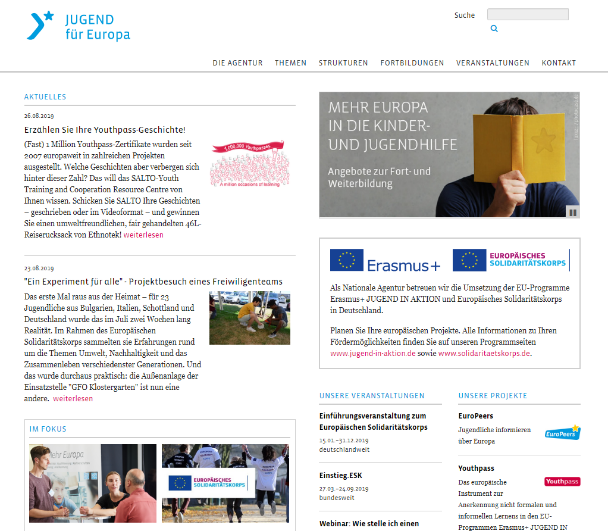 JUGEND
für Europa
Suche
DIE AGENTUR THEMEN STRUKTUREN FORTBILDUNGEN VERANSTALTUNGEN KONTAKT
AKTUELLES
26.08.2019
Erzählen Sie Ihre Youthpass-Geschichte!
(Fast) 1 Million Youthpass-Zertifikate wurden seit
2007 europaweit in zahlreichen Projekten
ausgestellt. Welche Geschichten aber verbergen sich
hinter dieser Zahl? Das will das SALTO-Youth
Training and Cooperation Resource Centre von
Ihnen wissen. Schicken Sie SALTO Ihre Geschichten
– geschrieben oder im Videoformat – und gewinnen
Sie einen umweltfreundlichen, fair gehandelten 46L-
Reiserucksack von Ethnotek! weiterlesen
1,000,000 Youthpasses
A million occasions of learning
23.08.2019
"Ein Experiment für alle" - Projektbesuch eines Freiwilligenteams
Das erste Mal raus aus der Heimat – für 23
Jugendliche aus Bulgarien, Italien, Schottland und
Deutschland wurde das im Juli zwei Wochen lang
Realität. Im Rahmen des Europäischen
Solidaritätskorps sammelten sie Erfahrungen rund
um die Themen Umwelt, Nachhaltigkeit und das
Zusammenleben verschiedenster Generationen. Und
das wurde durchaus praktisch: die Außenanlage der
Einsatzstelle "GFO Klostergarten" ist nun eine
andere. weiterlesen
IM FOKUS
Mehr Europa
EUROPÄISCHES
SOLIDARITÄTSKORPS
MEHR EUROPA
IN DIE KINDER-
UND JUGENDHILFE
Angebote zur Fort- und
Weiterbildung
Erasmus+
EUROPÄISCHES
SOLIDARITÄTSKORPS
Als Nationale Agentur betreuen wir die Umsetzung der EU-Programme
Erasmus+ JUGEND IN AKTION und Europäisches Solidaritätskorps
in Deutschland.
Planen Sie Ihre europäischen Projekte. Alle Informationen zu Ihren
Fördermöglichkeiten finden Sie auf unseren Programmseiten
www.jugend-in-aktion.de sowie www.solidaritaetskorps.de.
UNSERE VERANSTALTUNGEN
Einführungsveranstaltung zum
Europäischen Solidaritätskorps
15.01.-31.12.2019
deutschlandweit
Einstieg.ESK
27.03.-24.09.2019
bundesweit
Webinar: Wie stelle ich einen
UNSERE PROJEKTE
EuroPeers
Jugendliche informieren
über Europa
EuroPeers
Youthpass
Das europäische
Instrument zur
Anerkennung nicht formalen und
informellen Lernens in den EU-
Programmen Erasmus+ JUGEND IN
Youthpass